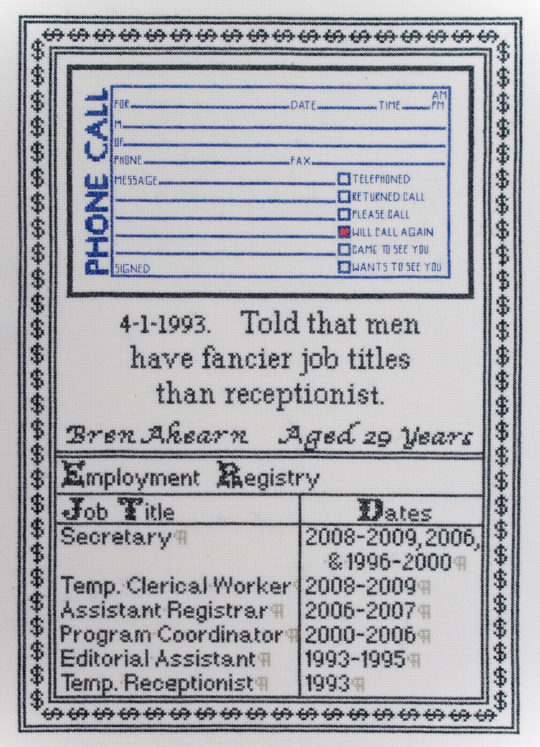 PHONE CALL
AM
FOR DATE TIME PM
M
OF
PHONE FAX
MESSAGE TELEPHONED
RETURNED CALL
PLEASE CALL
WILL CALL AGAIN
CAME TO SEE YOU
SIGNED WANTS TO SEE YOU
4-1-1993. Told that men
have fancier job titles
than receptionist.
Bren Ahearn Aged 29 Years
Employment Registry
Job Title Dates
Secretary¶ 2008-2009, 2006,
&1996-2000¶
Temp. Clerical Worker 2008-2009¶
Assistant Registrar¶ 2006-2007¶
Program Coordinator¶ 2000-2006¶
Editorial Assistant¶ 1993-1995¶
Temp. Receptionist¶ 1993¶